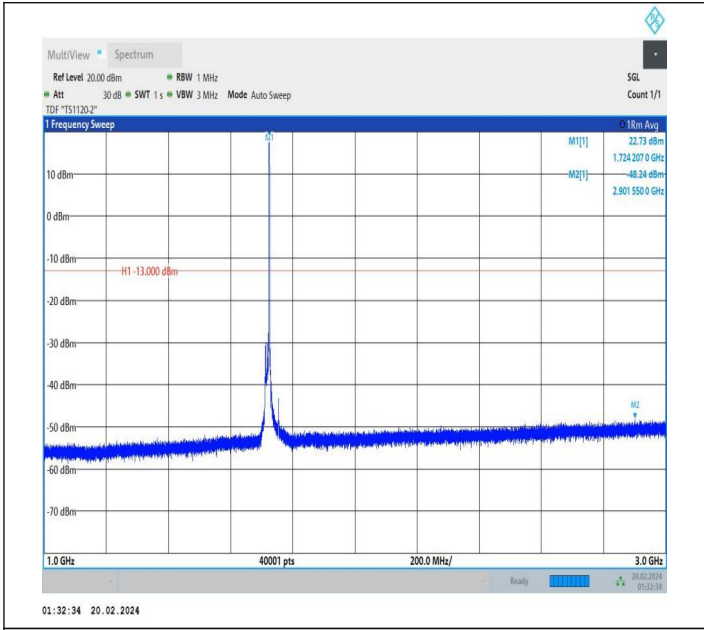 R S
MultiView Spectrum
Ref Level 20.00 dBm RBW 1 MHz SGL
Att 30 dB SWT 1 s VBW 3 MHz Mode Auto Sweep Count 1/1
TDF "TS1120-2"
1 Frequency Sweep 1Rm Avg
M1
M1[1] 22.73 dBm
1.724 207 0 GHz
10 dBm
M2[1] -48.24 dBm
2.901 550 0 GHz
0 dBm
-10 dBm
H1 -13.000 dBm
-20 dBm
-30 dBm
-40 dBm
M2
-50 dBm
-60 dBm
-70 dBm
1.0 GHz 40001 pts 200.0 MHz/ 3.0 GHz
Ready 20.02.2024
01:32:34
01:32:34 20.02.2024